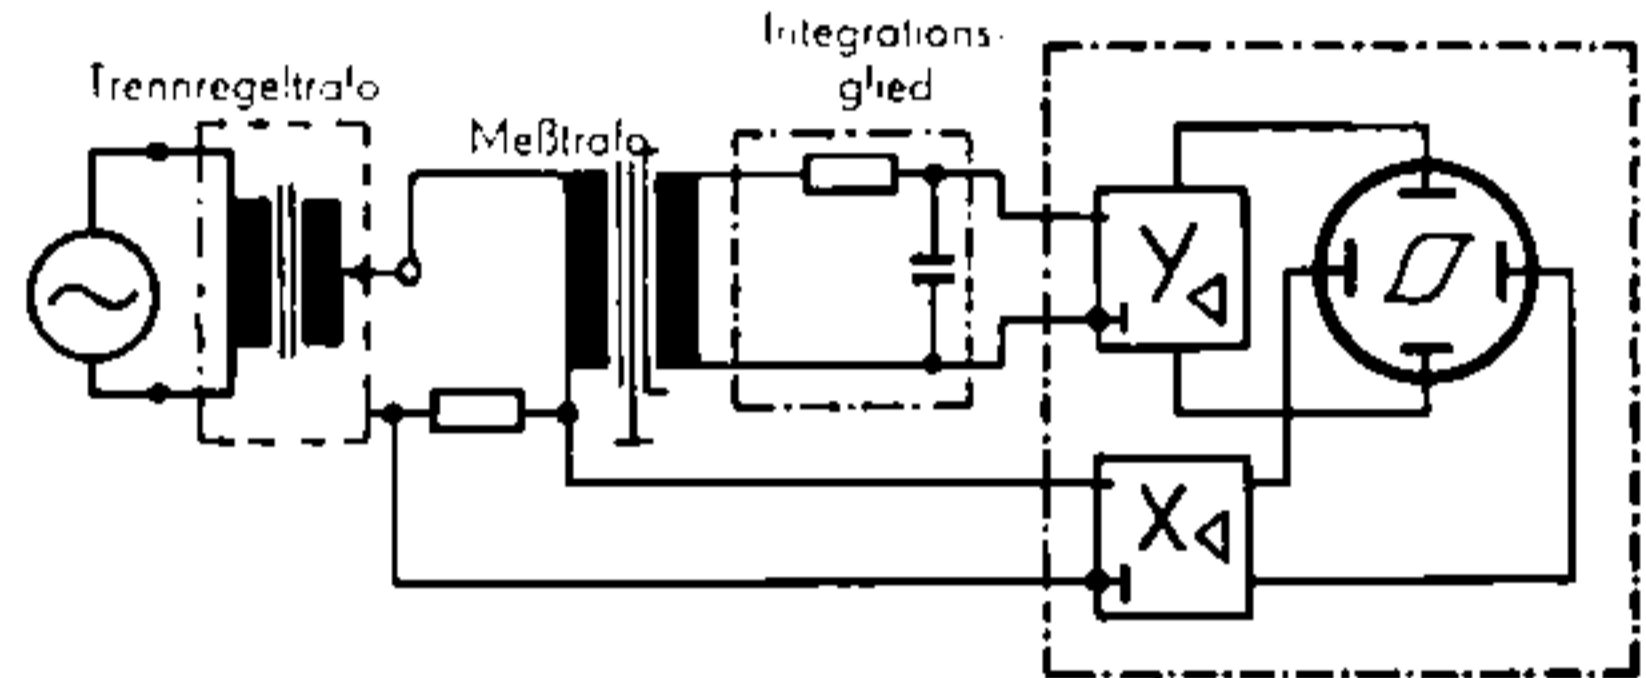 Trennregeltrafo
Meßtrafo
Integrations-
glied
Y
X